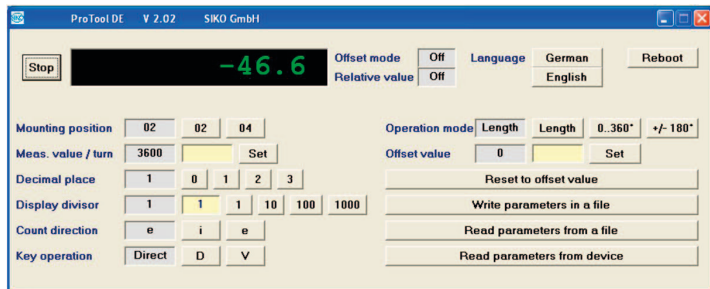 ProTool DE V 2.02 SIKO GmbH
Stop -46.6 Offset mode Off Language German Reboot
Relative value Off English
Mounting position 02 02 04 Operation mode Length Length 0..360° +/- 180°
Meas. value / turn 3600 Set Offset value 0 Set
Decimal place 1 0 1 2 3 Reset to offset value
Display divisor 1 1 1 10 100 1000 Write parameters in a file
Count direction e i e Read parameters from a file
Key operation Direct D V Read parameters from device